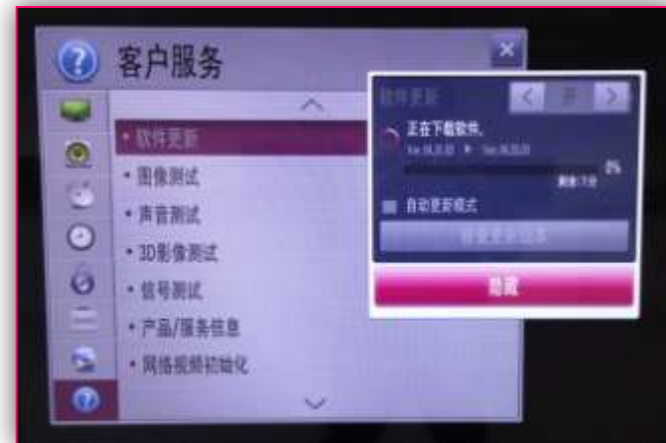 客户服务
软件更新
• 软件更新
开
正在下载软件。
0%
• 图像测试
自动更新模式
• 声音测试
• 3D影像测试
• 信号测试
隐藏
• 产品/服务信息
• 网络视频初始化